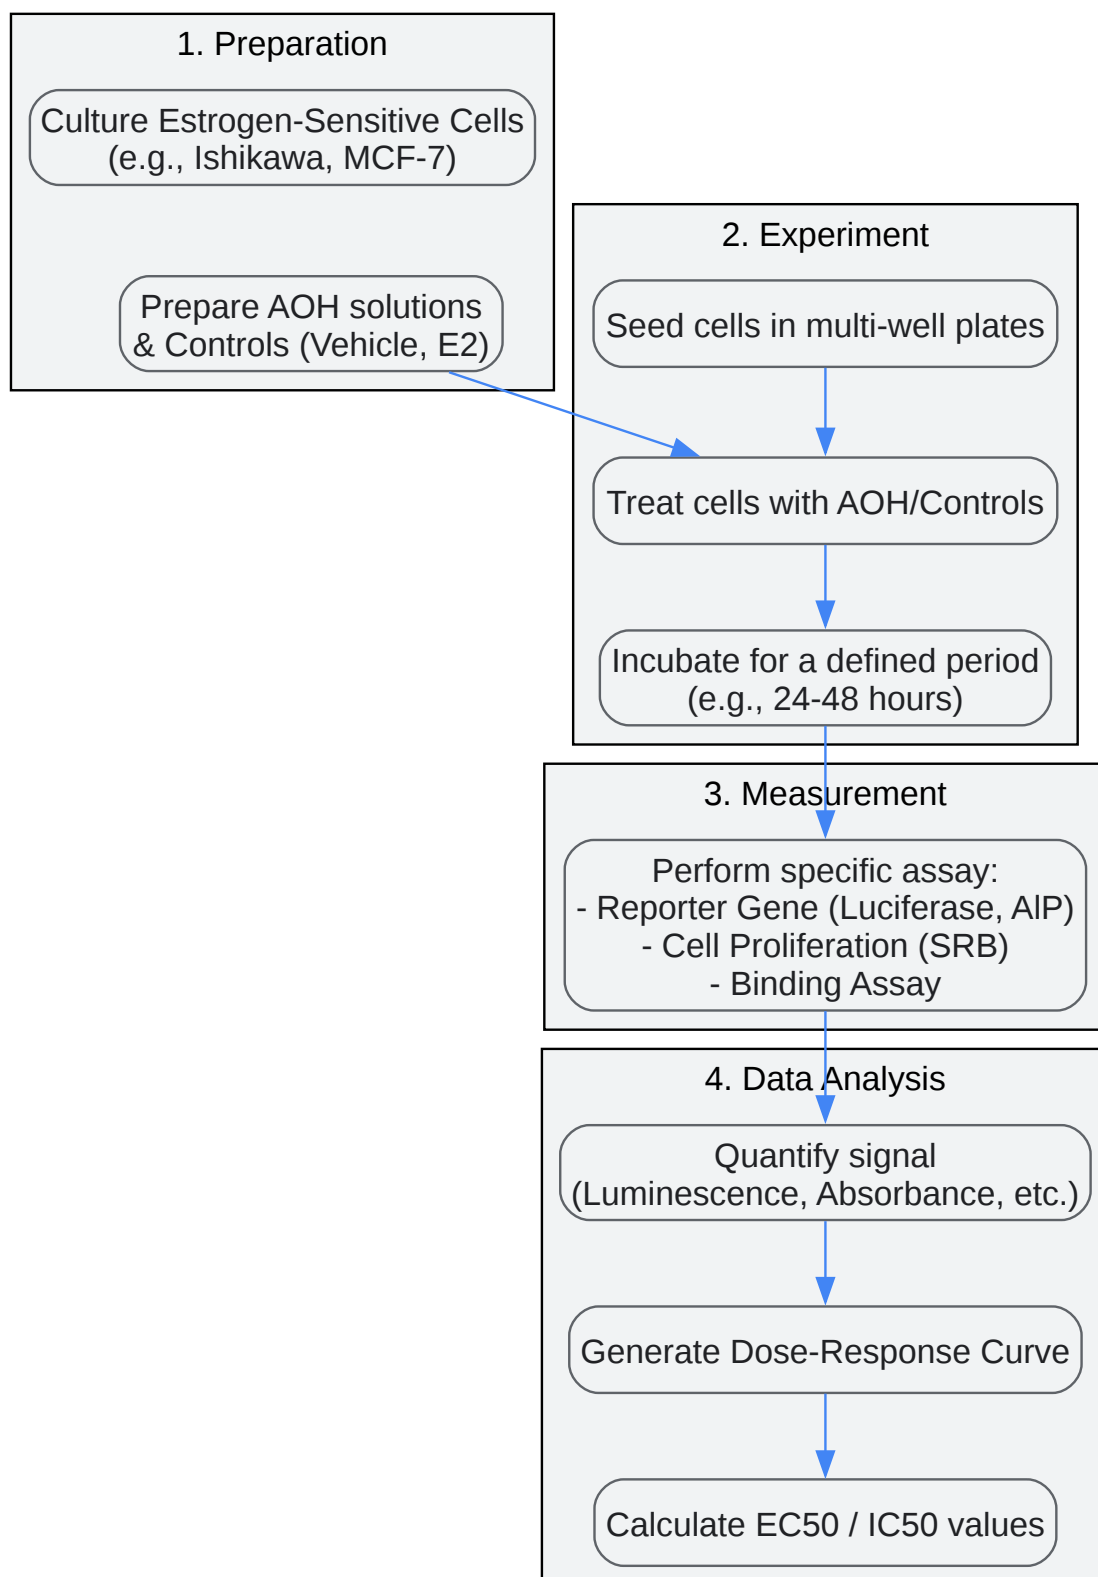 1. Preparation
Culture Estrogen-Sensitive Cells
(e.g., Ishikawa, MCF-7)
Prepare AOH solutions
& Controls (Vehicle, E2)
2. Experiment
Seed cells in multi-well plates
Treat cells with AOH/Controls
Incubate for a defined period
(e.g., 24-48 hours)
3. Measurement
Perform specific assay:
- Reporter Gene (Luciferase, AlP)
- Cell Proliferation (SRB)
- Binding Assay
4. Data Analysis
Quantify signal
(Luminescence, Absorbance, etc.)
Generate Dose-Response Curve
Calculate EC50 / IC50 values